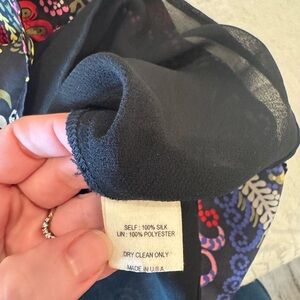 SELF : 100% SILK
LIN : 100% POLYESTER
DRY CLEAN ONLY
MADE IN U.S.A